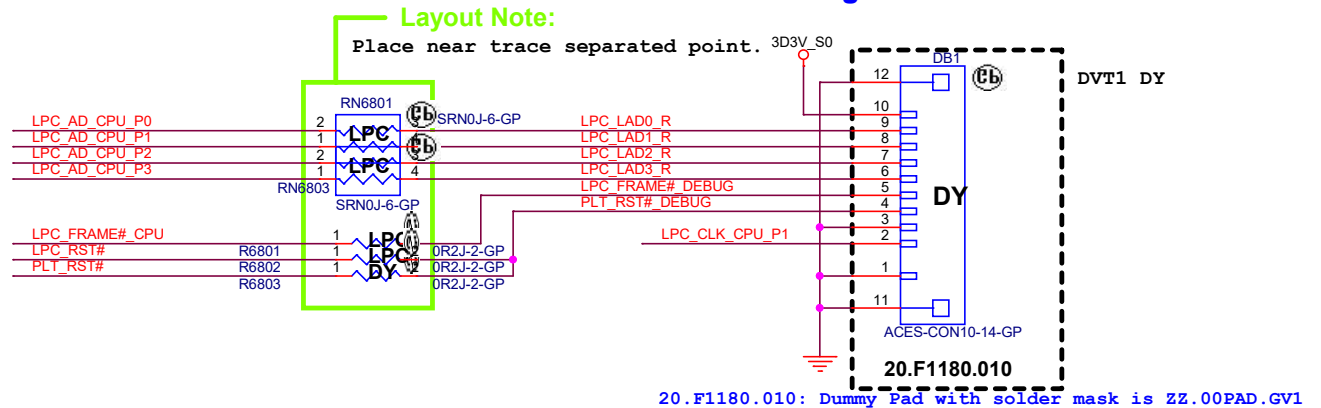 Layout Note:
Place near trace separated point.
3D3V_S0
DB1
DVT1 DY
12
10
9
8
7
6
5
4
3
2
1
11
RN6801
SRN0J-6-GP
LPC_AD_CPU_P0
LPC_AD_CPU_P1
LPC_AD_CPU_P2
LPC_AD_CPU_P3
2
1
2
1
LPC
LPC
3
4
RN6803
SRN0J-6-GP
LPC_LAD0_R
LPC_LAD1_R
LPC_LAD2_R
LPC_LAD3_R
LPC_FRAME#_DEBUG
PLT_RST#_DEBUG
LPC_CLK_CPU_P1
DY
LPC_FRAME#_CPU
LPC_RST#
PLT_RST#
R6801
R6802
R6803
1
1
1
LPC
LPC
DY
2
2
0R2J-2-GP
0R2J-2-GP
ACES-CON10-14-GP
20.F1180.010
20.F1180.010: Dummy Pad with solder mask is ZZ.00PAD.GV1